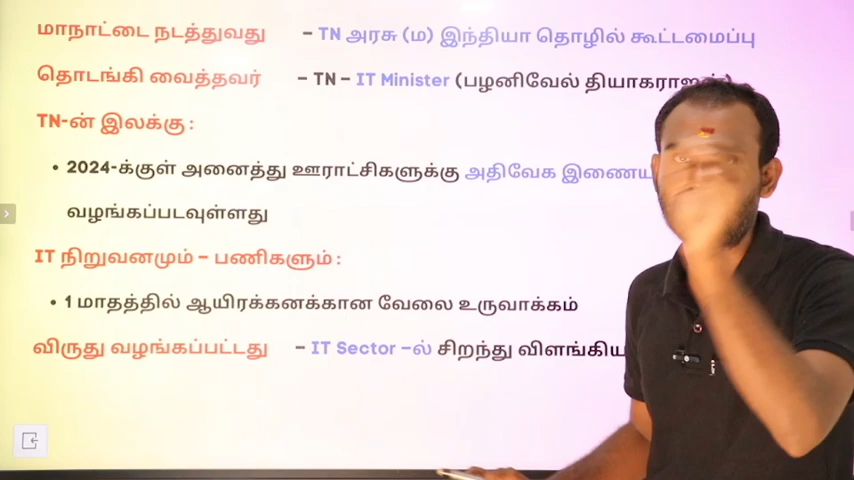 மாநாட்டை நடத்துவது – TN அரசு (ம) இந்தியா தொழில் கூட்டமைப்பு
தொடங்கி வைத்தவர் – TN – IT Minister (பழனிவேல் தியாகராஜன்)
TN-ன் இலக்கு :
• 2024-க்குள் அனைத்து ஊராட்சிகளுக்கு அதிவேக இணைய
வழங்கப்படவுள்ளது
IT நிறுவனமும் – பணிகளும் :
• 1 மாதத்தில் ஆயிரக்கனக்கான வேலை உருவாக்கம்
விருது வழங்கப்பட்டது – IT Sector –ல் சிறந்து விளங்கிய